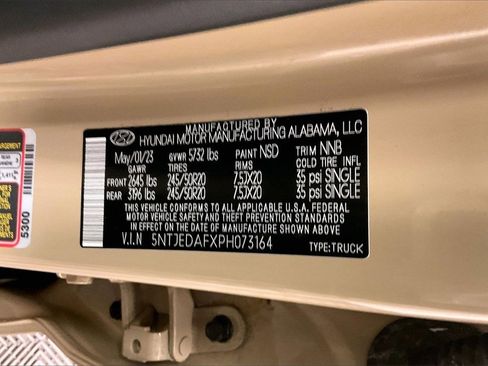 MANUFACTURED BY
HYUNDAI MOTOR MANUFACTURING ALABAMA, LLC
May/01/23 GVWR 5732 lbs PAINT NSD TRIM NNB
GAWR TIRES RIMS COLD TIRE INFL
FRONT 2645 lbs 245/50R20 7.5JX20 35 psi SINGLE
REAR 3196 lbs 245/50R20 7.5JX20 35 psi SINGLE
THIS VEHICLE CONFORMS TO ALL APPLICABLE U.S.A. FEDERAL
MOTOR VEHICLE SAFETY AND THEFT PREVENTION STANDARDS
IN EFFECT ON THE DATE OF MANUFACTURE SHOWN ABOVE.
V.I.N 5NTJEDAFXPH073164 TYPE:TRUCK
5300